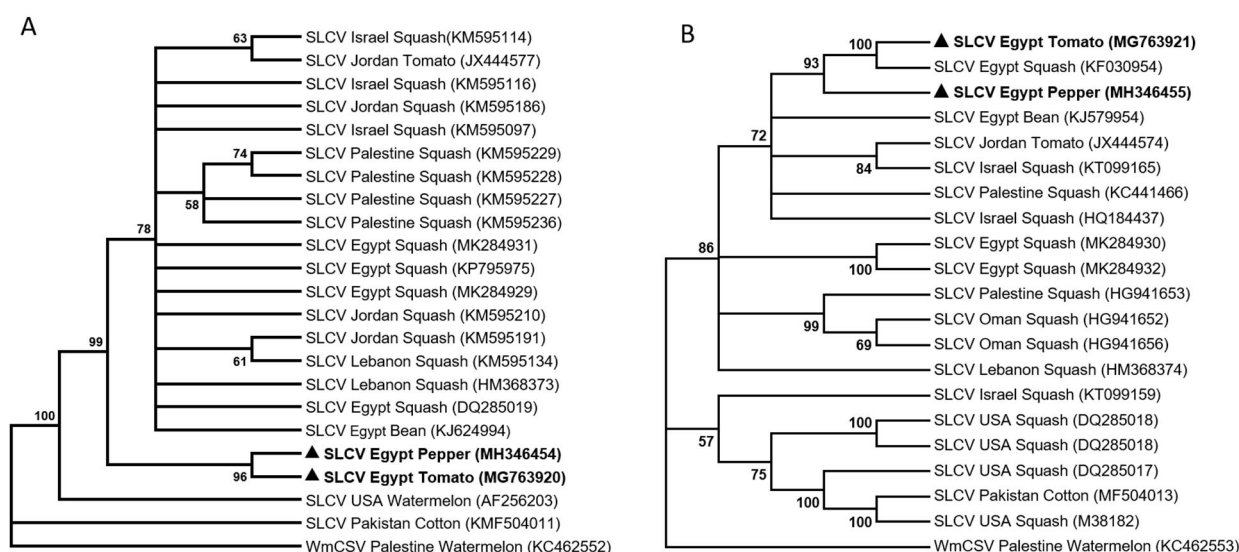 A
63
SLCV Israel Squash(KM595114)
SLCV Jordan Tomato (JX444577)
SLCV Israel Squash (KM595116)
SLCV Jordan Squash (KM595186)
SLCV Israel Squash (KM595097)
74
SLCV Palestine Squash (KM595229)
SLCV Palestine Squash (KM595228)
SLCV Palestine Squash (KM595227)
58
SLCV Palestine Squash (KM595236)
78
SLCV Egypt Squash (MK284931)
SLCV Egypt Squash (KP795975)
SLCV Egypt Squash (MK284929)
SLCV Jordan Squash (KM595210)
SLCV Jordan Squash (KM595191)
99
61
SLCV Lebanon Squash (KM595134)
SLCV Lebanon Squash (HM368373)
SLCV Egypt Squash (DQ285019)
100
SLCV Egypt Bean (KJ624994)
▲ SLCV Egypt Pepper (MH346454)
96
▲ SLCV Egypt Tomato (MG763920)
SLCV USA Watermelon (AF256203)
SLCV Pakistan Cotton (KMF504011)
WmCSV Palestine Watermelon (KC462552)
B
100
▲ SLCV Egypt Tomato (MG763921)
93
SLCV Egypt Squash (KF030954)
▲ SLCV Egypt Pepper (MH346455)
SLCV Egypt Bean (KJ579954)
72
SLCV Jordan Tomato (JX444574)
84
SLCV Israel Squash (KT099165)
SLCV Palestine Squash (KC441466)
SLCV Israel Squash (HQ184437)
86
SLCV Egypt Squash (MK284930)
100
SLCV Egypt Squash (MK284932)
SLCV Palestine Squash (HG941653)
99
SLCV Oman Squash (HG941652)
69
SLCV Oman Squash (HG941656)
SLCV Lebanon Squash (HM368374)
SLCV Israel Squash (KT099159)
57
100
SLCV USA Squash (DQ285018)
SLCV USA Squash (DQ285018)
75
SLCV USA Squash (DQ285017)
100
SLCV Pakistan Cotton (MF504013)
100
SLCV USA Squash (M38182)
WmCSV Palestine Watermelon (KC462553)